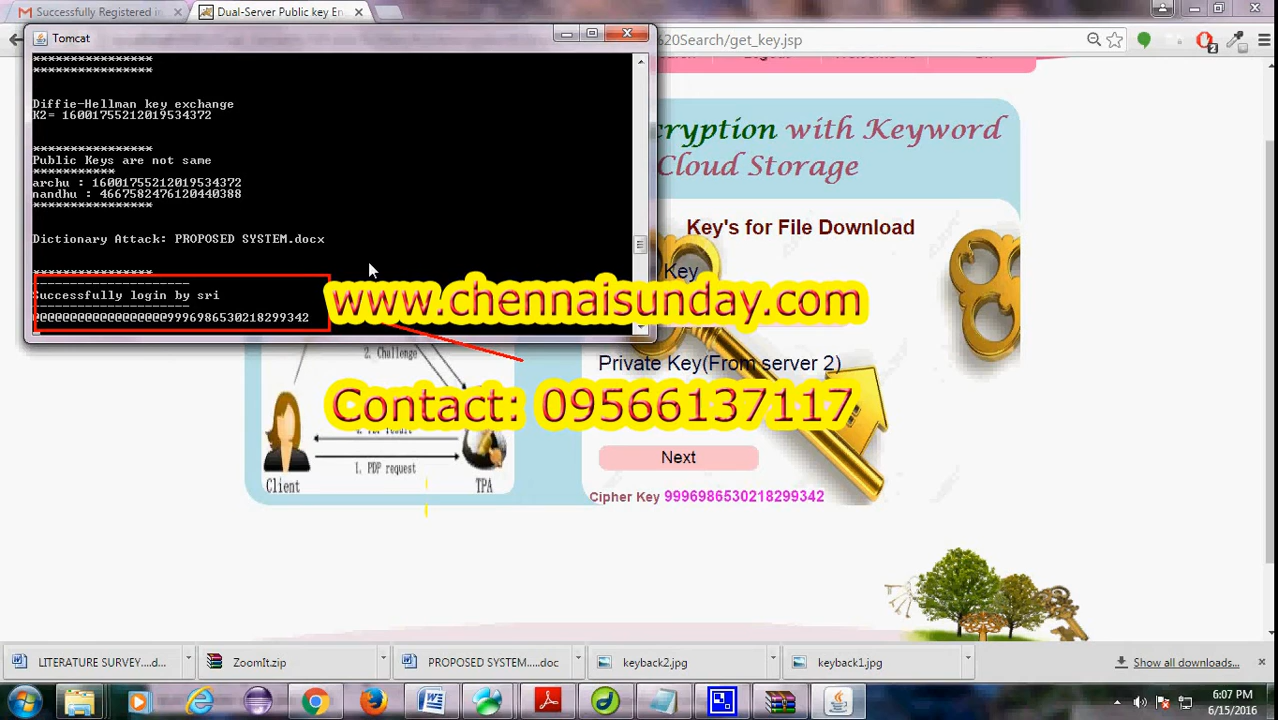 Successfully Registered i
Dual-Server Public key En
%20Search/get_key.jsp
Tomcat
*****************
*****************
Diffie-Hellman key exchange
K2= 16001755212019534372
*****************
Public Keys are not same
************
archu : 16001755212019534372
nandhu : 4667582476120440388
*****************
Dictionary Attack: PROPOSED SYSTEM.docx
*****************
Successfully login by sri
@@@@@@@@@@@@@@@@@9996986530218299342
cryption with Keyword
Cloud Storage
Key's for File Download
Key
www.chennaisunday.com
Private Key(From server 2)
Contact: 09566137117
Next
Cipher Key 9996986530218299342
2. Challenge
1. PDP request
Client
TPA
LITERATURE SURVEY....d...
ZoomIt.zip
PROPOSED SYSTEM.....doc
keyback2.jpg
keyback1.jpg
Show all downloads...
6:07 PM
6/15/2016